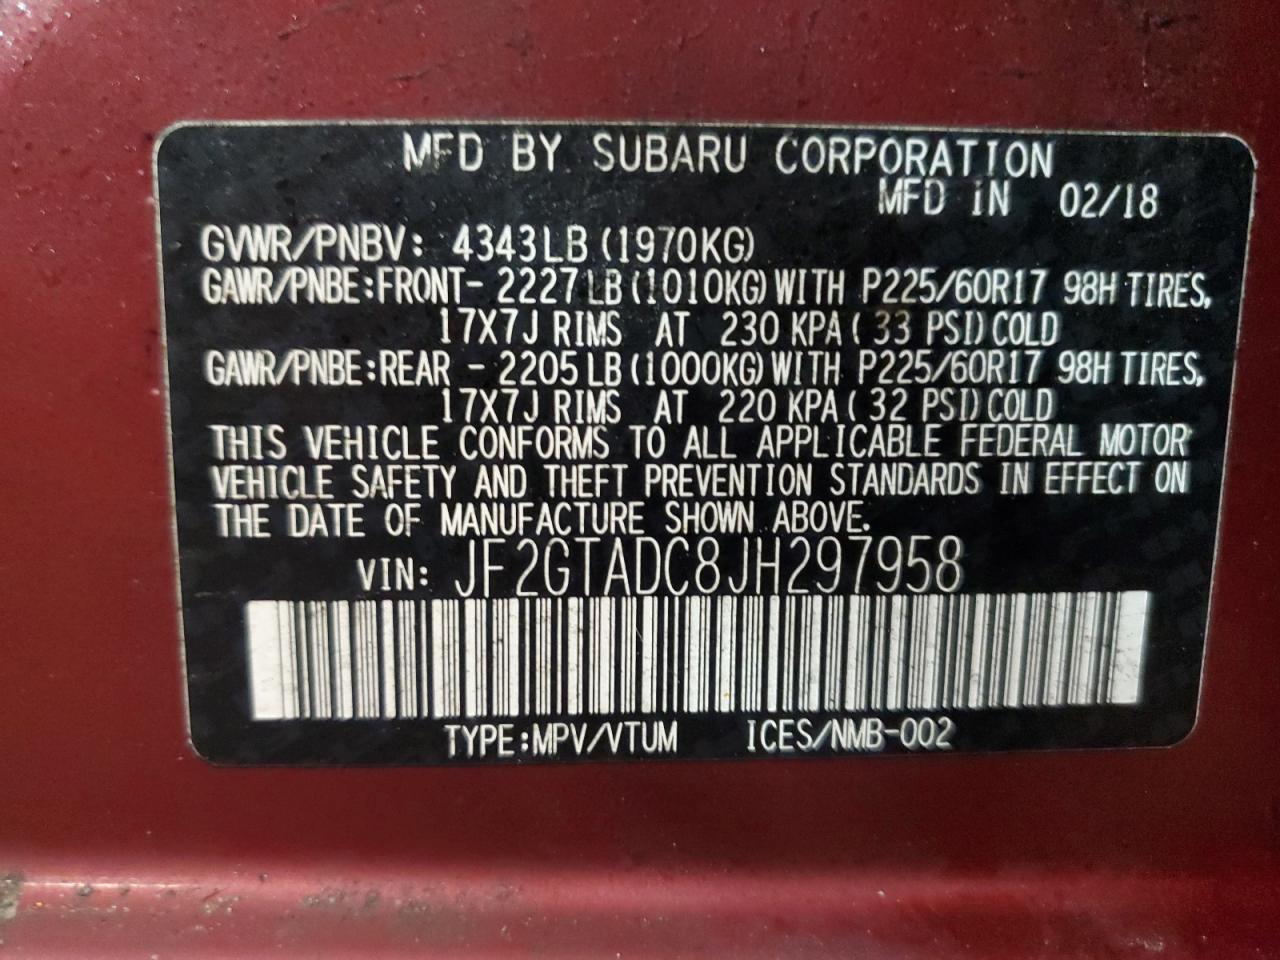 MFD BY SUBARU CORPORATION
MFD IN 02/18
GVWR/PNBV: 4343LB (1970KG)
GAWR/PNBE:FRONT- 2227LB (1010KG) WITH P225/60R17 98H TIRES,
17X7J RIMS AT 230 KPA ( 33 PSI) COLD
GAWR/PNBE:REAR - 2205LB (1000KG) WITH P225/60R17 98H TIRES,
17X7J RIMS AT 220 KPA ( 32 PSI) COLD
THIS VEHICLE CONFORMS TO ALL APPLICABLE FEDERAL MOTOR
VEHICLE SAFETY AND THEFT PREVENTION STANDARDS IN EFFECT ON
THE DATE OF MANUFACTURE SHOWN ABOVE.
VIN: JF2GTADC8JH297958
TYPE:MPV/VTUM ICES/NMB-002